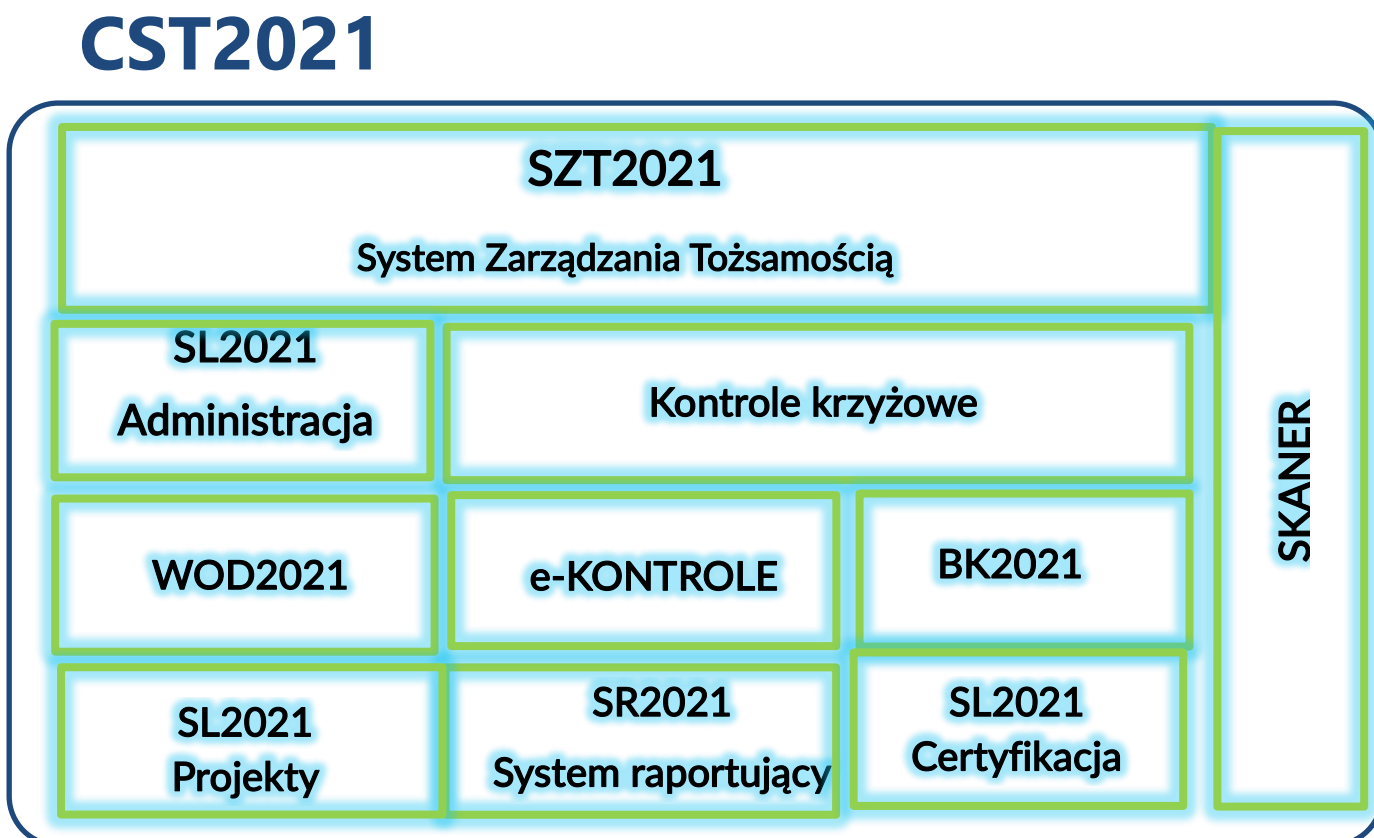 CST2021
SZT2021
System Zarządzania Tożsamością
SL2021
Administracja
Kontrole krzyżowe
SKANER
WOD2021
e-KONTROLE
BK2021
SL2021
Projekty
SR2021
System raportujący
SL2021
Certyfikacja